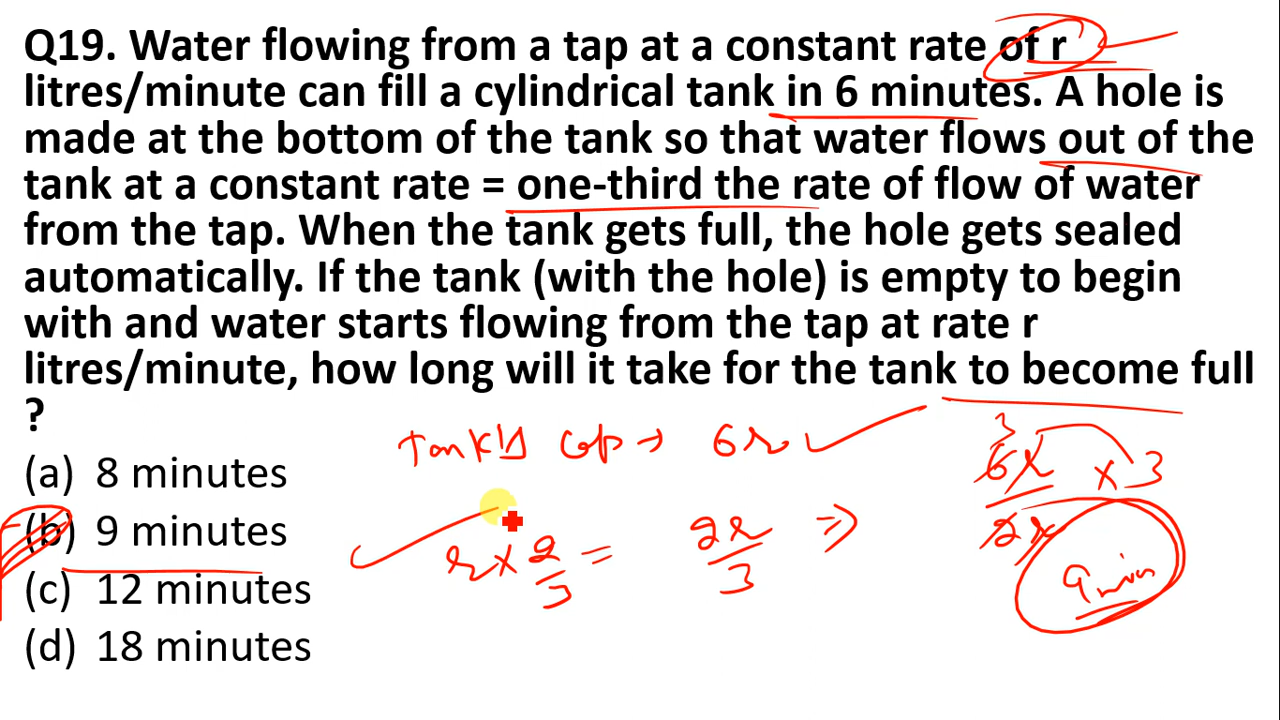 Q19. Water flowing from a tap at a constant rate of r
litres/minute can fill a cylindrical tank in 6 minutes. A hole is
made at the bottom of the tank so that water flows out of the
tank at a constant rate = one-third the rate of flow of water
from the tap. When the tank gets full, the hole gets sealed
automatically. If the tank (with the hole) is empty to begin
with and water starts flowing from the tap at rate r
litres/minute, how long will it take for the tank to become full
?
(a) 8 minutes
(b) 9 minutes
(c) 12 minutes
(d) 18 minutes
Tank's Cap → 6r
r × 2/3 = 2r/3 ⇒
3
6r × 3
2r
9 min